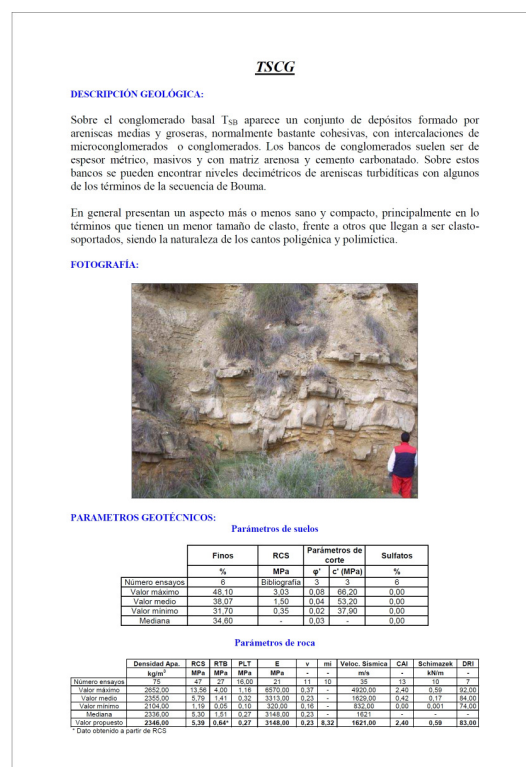 TSCG
DESCRIPCIÓN GEOLÓGICA:
Sobre el conglomerado basal TSB aparece un conjunto de depósitos formado por
areniscas medias y groseras, normalmente bastante cohesivas, con intercalaciones de
microconglomerados o conglomerados. Los bancos de conglomerados suelen ser de
espesor métrico, masivos y con matriz arenosa y cemento carbonatado. Sobre estos
bancos se pueden encontrar niveles decimétricos de areniscas turbidíticas con algunos
de los términos de la secuencia de Bouma.
En general presentan un aspecto más o menos sano y compacto, principalmente en lo
términos que tienen un menor tamaño de clasto, frente a otros que llegan a ser clasto-
soportados, siendo la naturaleza de los cantos poligénica y polimíctica.
FOTOGRAFÍA:
PARAMETROS GEOTÉCNICOS:
Parámetros de suelos
Finos RCS Parámetros de corte Sulfatos
% MPa φ' c' (MPa) %
Número ensayos 6 Bibliografía 3 3 6
Valor máximo 48,10 3,03 0,08 66,20 0,00
Valor medio 38,07 1,50 0,04 53,20 0,00
Valor mínimo 31,70 0,35 0,02 37,90 0,00
Mediana 34,60 - 0,03 - 0,00
Parámetros de roca
Densidad Apa. RCS RTB PLT E ν mi Veloc. Sísmica CAI Schimazek DRI
kg/m³ MPa MPa MPa MPa - - m/s - kN/m -
Número ensayos 75 47 27 16,00 21 11 10 35 13 10 7
Valor máximo 2652,00 13,56 4,00 1,16 6570,00 0,37 - 4920,00 2,40 0,59 92,00
Valor medio 2355,00 5,79 1,41 0,32 3313,00 0,23 - 1629,00 0,42 0,17 84,00
Valor mínimo 2104,00 1,19 0,05 0,10 320,00 0,16 - 832,00 0,00 0,001 74,00
Mediana 2336,00 5,30 1,51 0,27 3148,00 0,23 1621 - - -
Valor propuesto 2346,00 5,39 0,64* 0,27 3148,00 0,23 8,32 1621,00 2,40 0,59 83,00
* Dato obtenido a partir de RCS